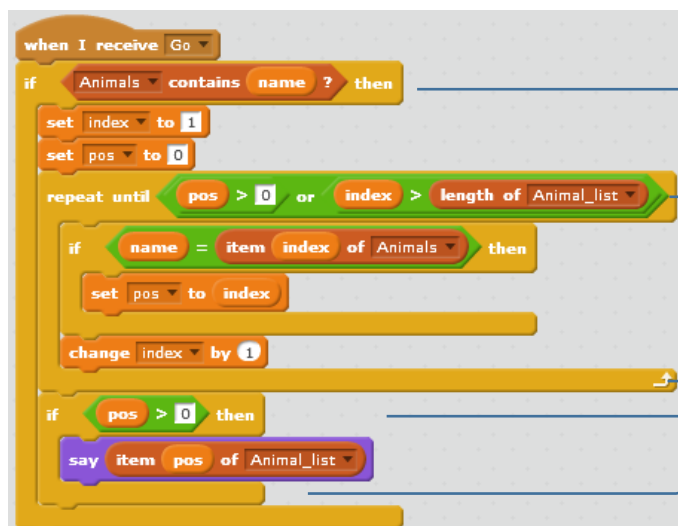 when I receive Go
if Animals contains name ? then
set index to 1
set pos to 0
repeat until pos > 0 or index > length of Animal_list
if name = item index of Animals then
set pos to index
change index by 1
if pos > 0 then
say item pos of Animal_list